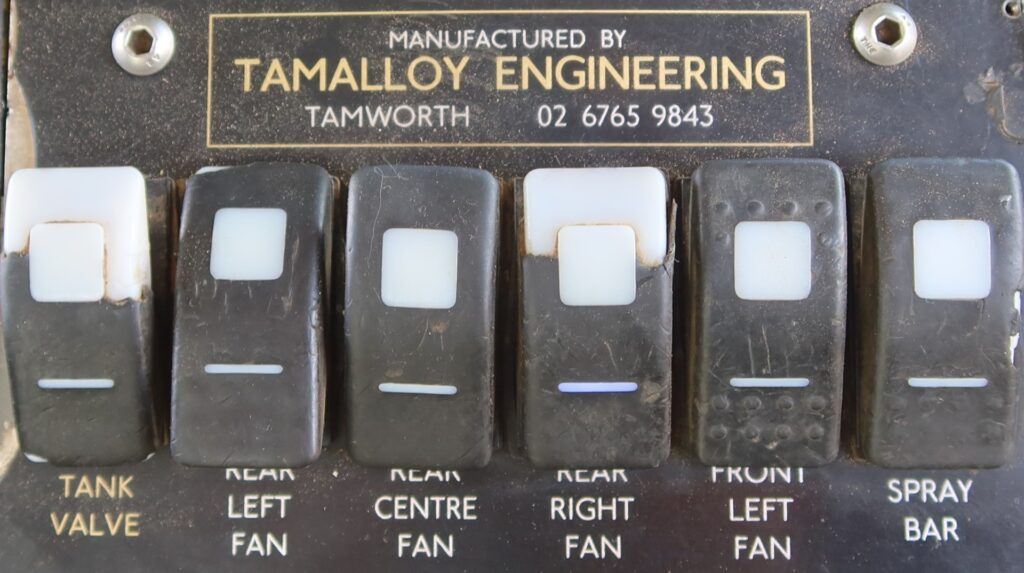 MANUFACTURED BY
TAMALLOY ENGINEERING
TAMWORTH 02 6765 9843
TANK
VALVE
REAR
LEFT
FAN
REAR
CENTRE
FAN
REAR
RIGHT
FAN
FRONT
LEFT
FAN
SPRAY
BAR